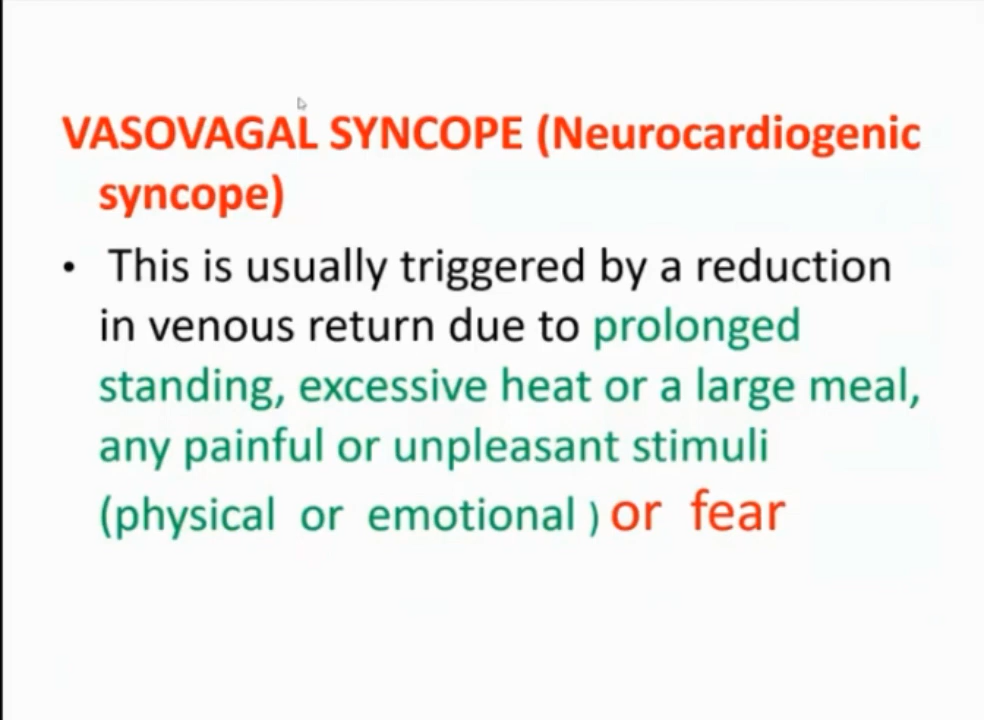 VASOVAGAL SYNCOPE (Neurocardiogenic
syncope)
• This is usually triggered by a reduction
in venous return due to prolonged
standing, excessive heat or a large meal,
any painful or unpleasant stimuli
(physical or emotional ) or fear